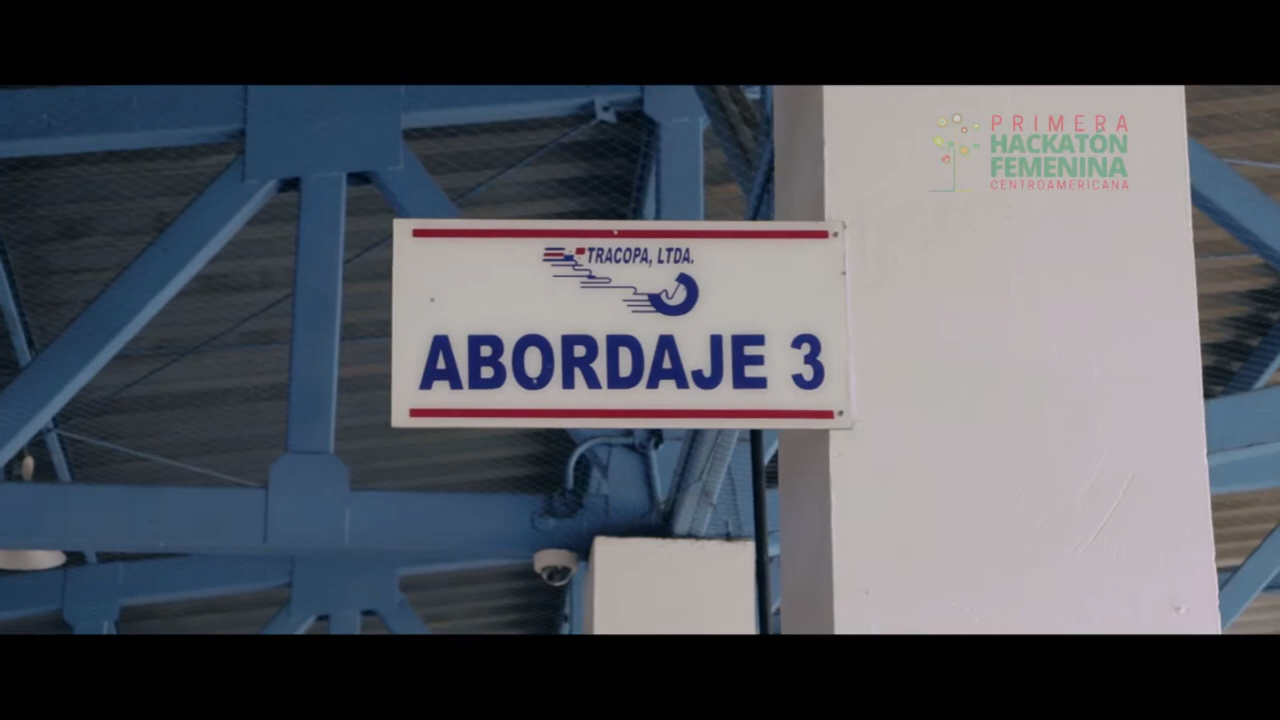 PRIMERA
HACKATÓN
FEMENINA
CENTROAMERICANA
TRACOPA, LTDA.
ABORDAJE 3